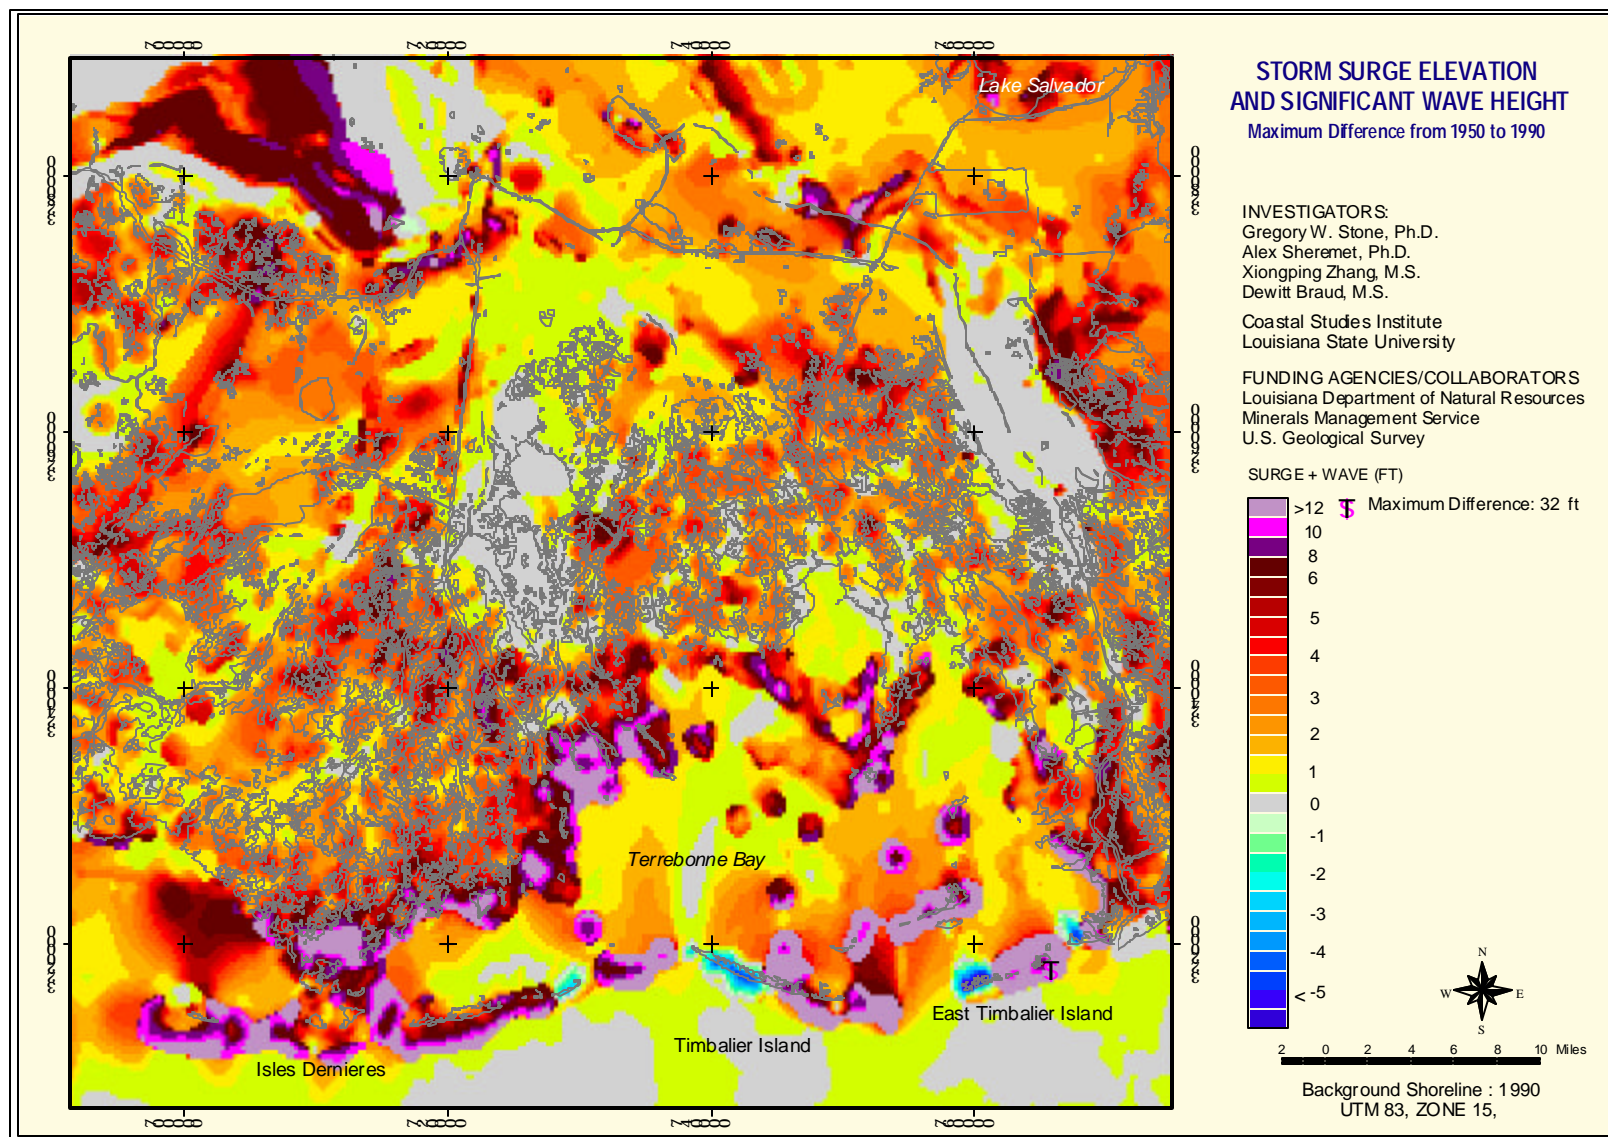 STORM SURGE ELEVATION
AND SIGNIFICANT WAVE HEIGHT
Maximum Difference from 1950 to 1990
INVESTIGATORS:
Gregory W. Stone, Ph.D.
Alex Sheremet, Ph.D.
Xiongping Zhang, M.S.
Dewitt Braud, M.S.
Coastal Studies Institute
Louisiana State University
FUNDING AGENCIES/COLLABORATORS
Louisiana Department of Natural Resources
Minerals Management Service
U.S. Geological Survey
SURGE + WAVE (FT)
>12
Maximum Difference: 32 ft
10
8
6
5
4
3
2
1
0
-1
-2
-3
-4
< -5
N
W
E
S
2 0 2 4 6 8 10 Miles
Background Shoreline : 1990
UTM 83, ZONE 15,
Lake Salvador
Terrebonne Bay
East Timbalier Island
Timbalier Island
Isles Dernieres